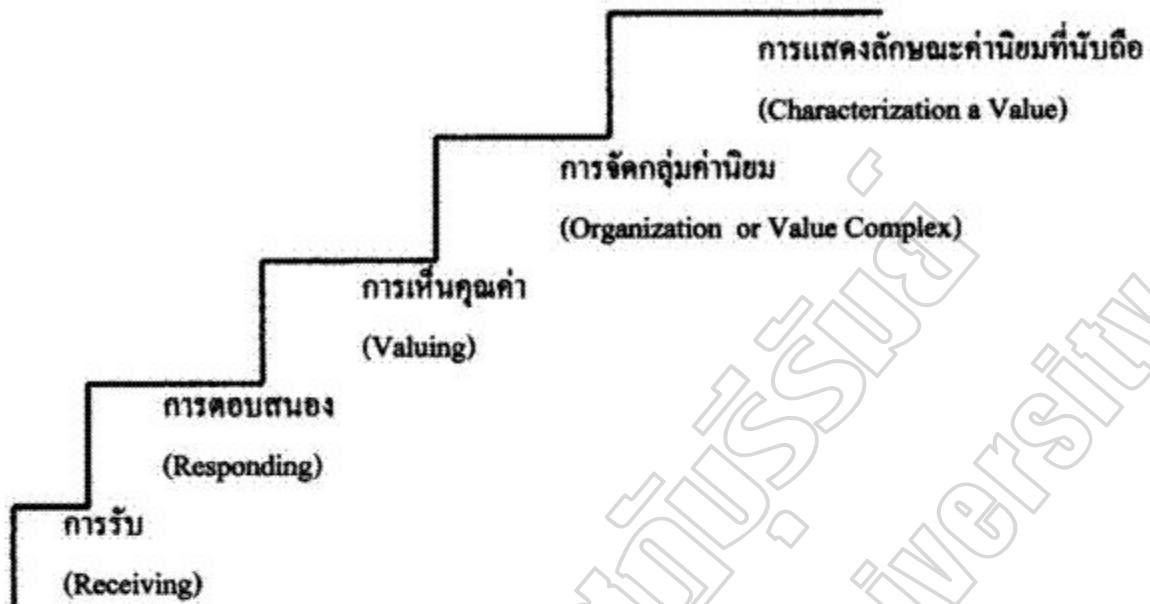 การแสดงลักษณะค่านิยมที่นับถือ
(Characterization a Value)
การจัดกลุ่มค่านิยม
(Organization or Value Complex)
การเห็นคุณค่า
(Valuing)
การตอบสนอง
(Responding)
การรับ
(Receiving)